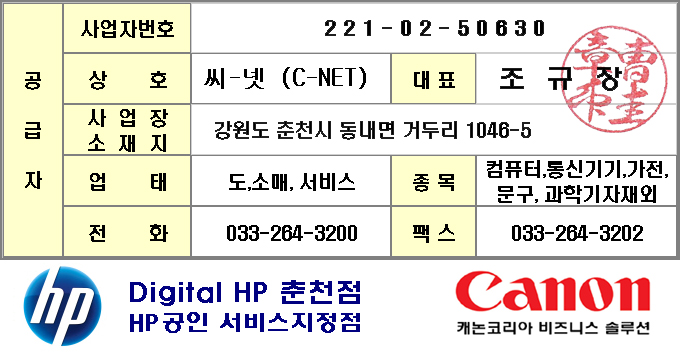 사업자번호 221-02-50630
공급자
상 호 씨-넷 (C-NET) 대표 조 규 장
사 업 장
소 재 지
강원도 춘천시 동내면 거두리 1046-5
업 태 도,소매, 서비스 종목 컴퓨터,통신기기,가전,
문구, 과학기자재외
전 화 033-264-3200 팩스 033-264-3202
hp Digital HP 춘천점
HP공인 서비스지정점
Canon
캐논코리아 비즈니스 솔루션